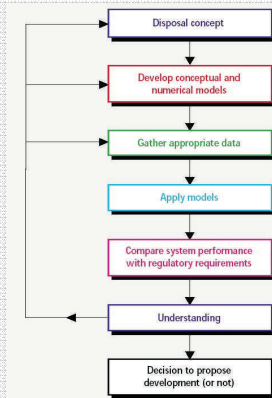 Disposal concept
Develop conceptual and
numerical models
Gather appropriate data
Apply models
Compare system performance
with regulatory requirements
Understanding
Decision to propose
development (or not)